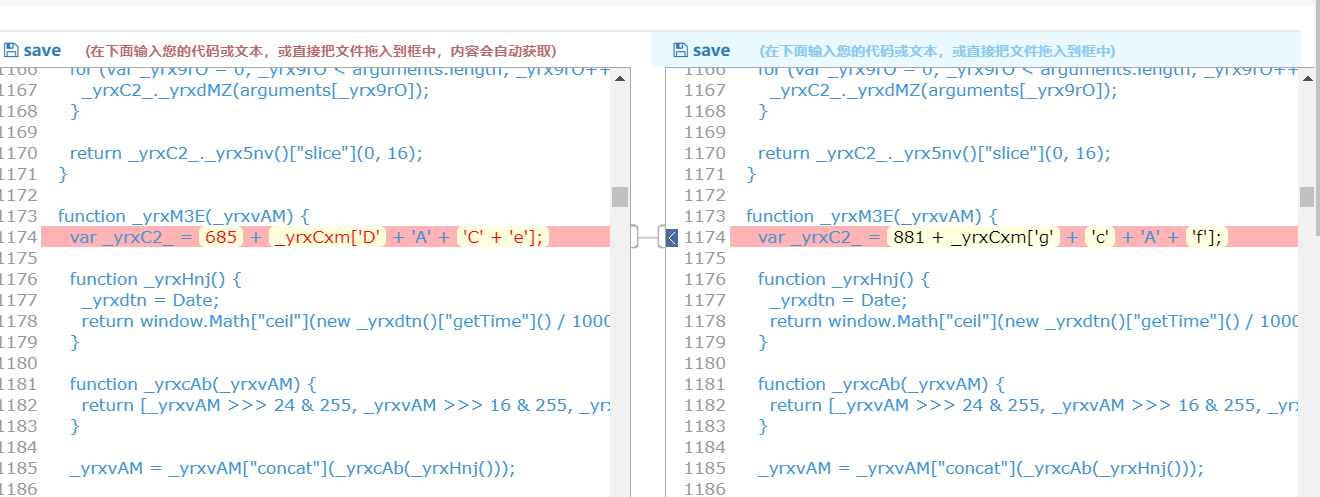 save (在下面输入您的代码或文本，或直接把文件拖入到框中，内容会自动获取)
1166 for (var _yrx9rO = 0; _yrx9rO < arguments.length; _yrx9rO++
1167 _yrxC2_._yrxdMZ(arguments[_yrx9rO]);
1168 }
1169
1170 return _yrxC2_._yrx5nv()["slice"](0, 16);
1171 }
1172
1173 function _yrxM3E(_yrxvAM) {
1174 var _yrxC2_ = 685 + _yrxCxm['D' + 'A' + 'C' + 'e'];
1175
1176 function _yrxHnj() {
1177 _yrxdtn = Date;
1178 return window.Math["ceil"](new _yrxdtn()["getTime"]() / 1000
1179 }
1180
1181 function _yrxcAb(_yrxvAM) {
1182 return [_yrxvAM >>> 24 & 255, _yrxvAM >>> 16 & 255, _yrx
1183 }
1184
1185 _yrxvAM = _yrxvAM["concat"](_yrxcAb(_yrxHnj()));
1186
save (在下面输入您的代码或文本，或直接把文件拖入到框中)
1166 for (var _yrx9rO = 0; _yrx9rO < arguments.length; _yrx9rO++
1167 _yrxC2_._yrxdMZ(arguments[_yrx9rO]);
1168 }
1169
1170 return _yrxC2_._yrx5nv()["slice"](0, 16);
1171 }
1172
1173 function _yrxM3E(_yrxvAM) {
1174 var _yrxC2_ = 881 + _yrxCxm['g' + 'c' + 'A' + 'f'];
1175
1176 function _yrxHnj() {
1177 _yrxdtn = Date;
1178 return window.Math["ceil"](new _yrxdtn()["getTime"]() / 1000
1179 }
1180
1181 function _yrxcAb(_yrxvAM) {
1182 return [_yrxvAM >>> 24 & 255, _yrxvAM >>> 16 & 255, _yrx
1183 }
1184
1185 _yrxvAM = _yrxvAM["concat"](_yrxcAb(_yrxHnj()));
1186